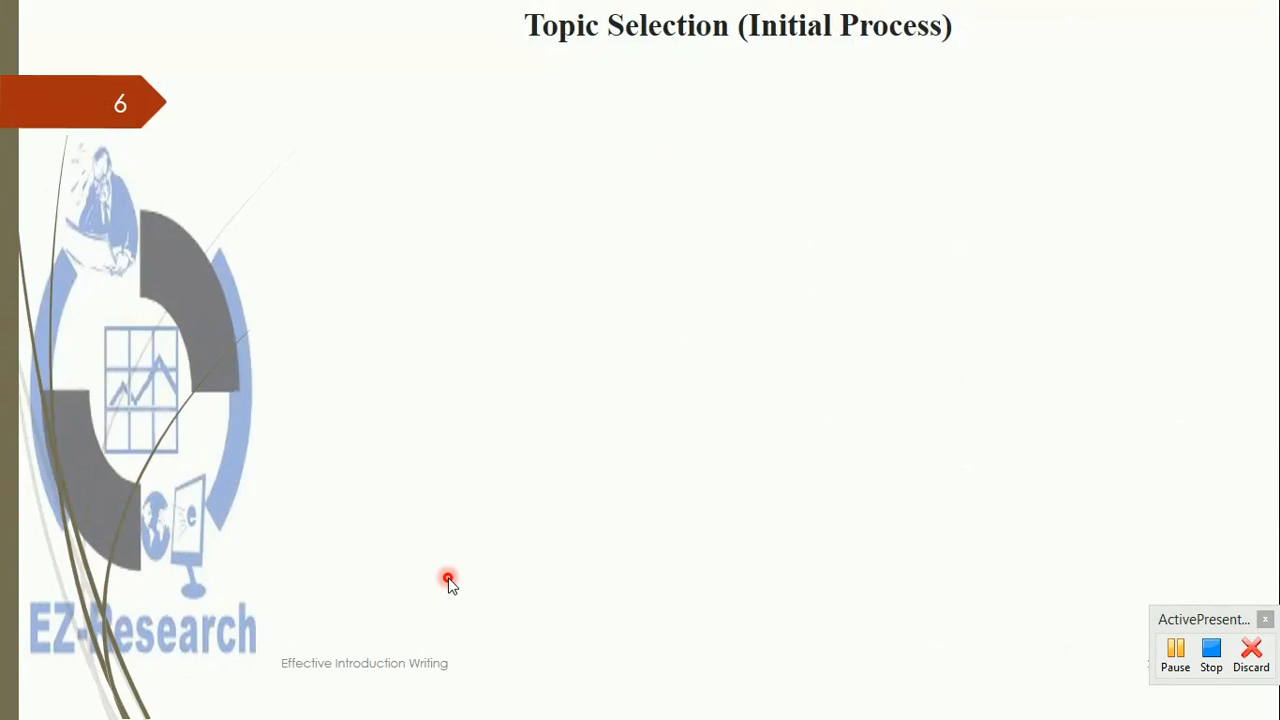 Topic Selection (Initial Process)
6
e
EZ-Research
Effective Introduction Writing
ActivePresent... x
Pause Stop Discard